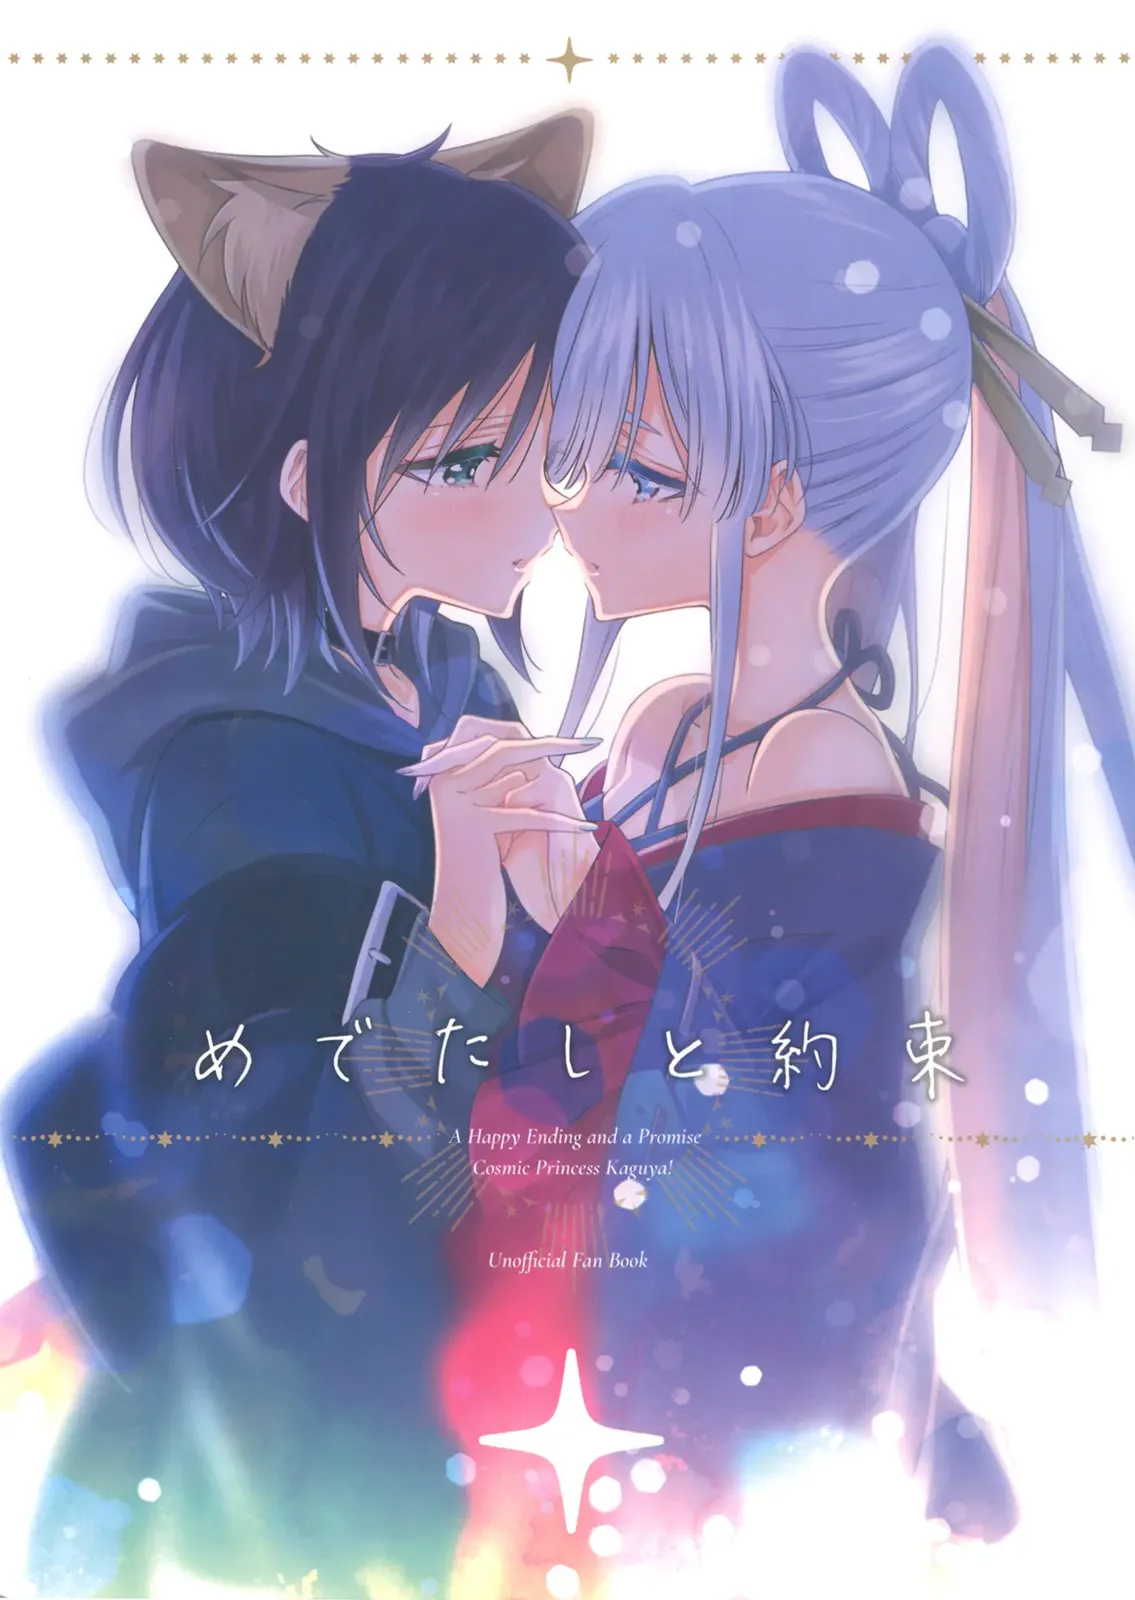 めでたしと約束
A Happy Ending and a Promise
Cosmic Princess Kaguya!
Unofficial Fan Book